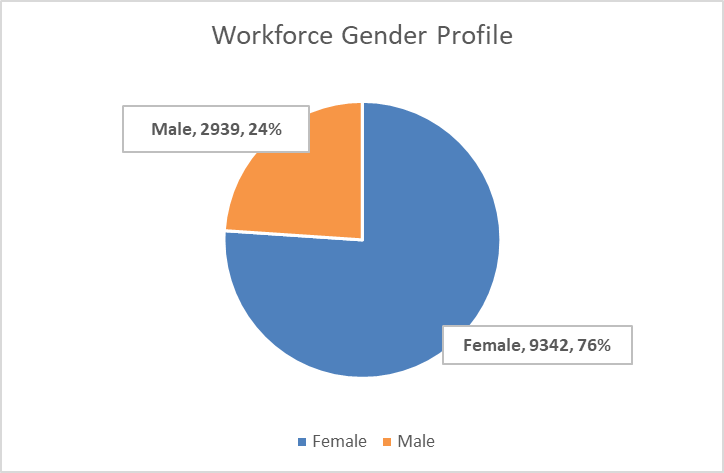 Workforce Gender Profile
Male, 2939, 24%
Female, 9342, 76%
Female Male